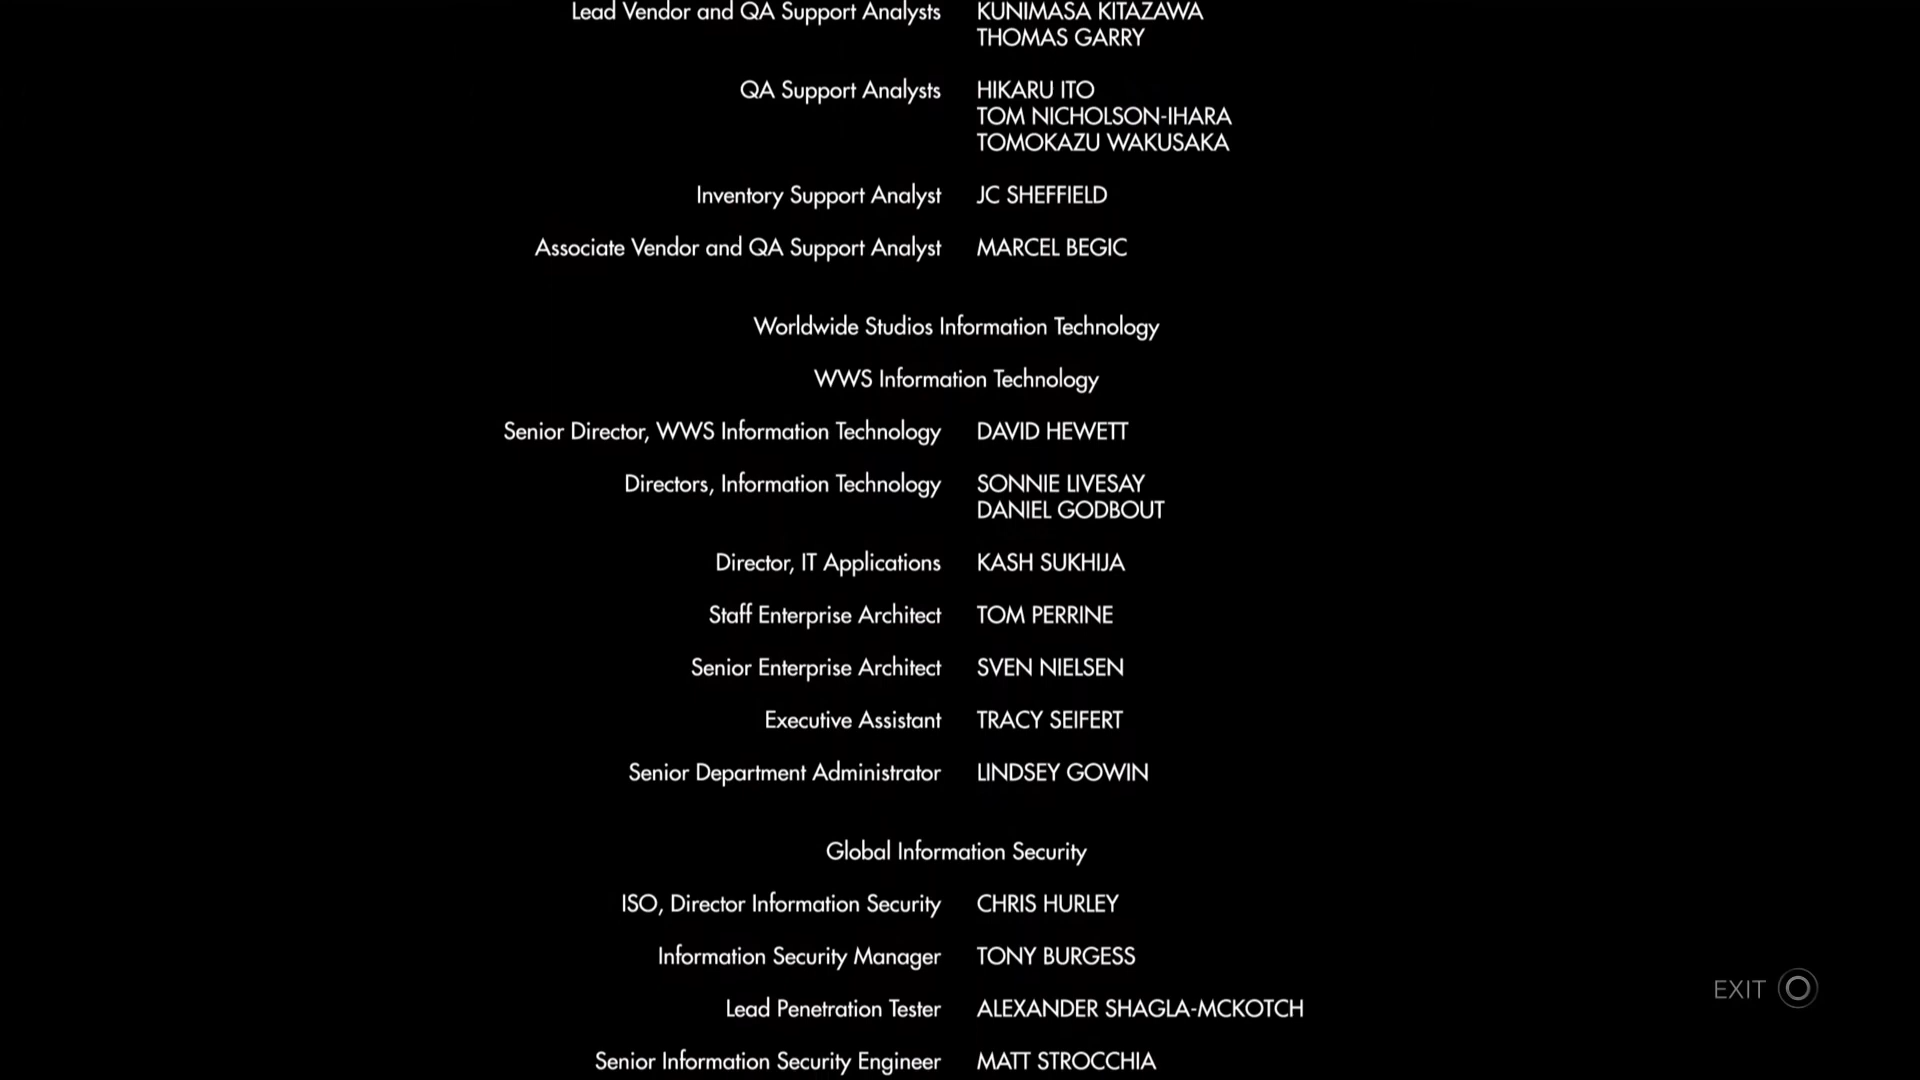 Lead Vendor and QA Support Analysts KUNIMASA KITAZAWA
THOMAS GARRY
QA Support Analysts HIKARU ITO
TOM NICHOLSON-IHARA
TOMOKAZU WAKUSAKA
Inventory Support Analyst JC SHEFFIELD
Associate Vendor and QA Support Analyst MARCEL BEGIC
Worldwide Studios Information Technology
WWS Information Technology
Senior Director, WWS Information Technology DAVID HEWETT
Directors, Information Technology SONNIE LIVESAY
DANIEL GODBOUT
Director, IT Applications KASH SUKHIJA
Staff Enterprise Architect TOM PERRINE
Senior Enterprise Architect SVEN NIELSEN
Executive Assistant TRACY SEIFERT
Senior Department Administrator LINDSEY GOWIN
Global Information Security
ISO, Director Information Security CHRIS HURLEY
Information Security Manager TONY BURGESS
Lead Penetration Tester ALEXANDER SHAGLA-MCKOTCH
Senior Information Security Engineer MATT STROCCHIA
EXIT